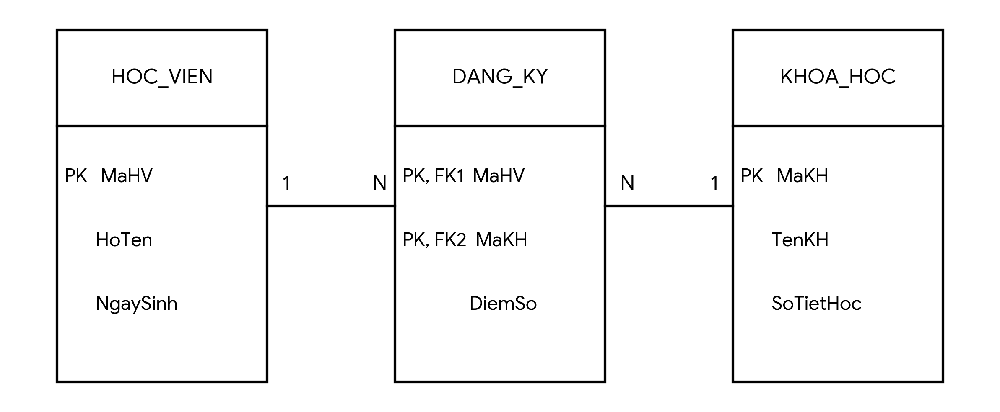 HOC_VIEN
PK MaHV
HoTen
NgaySinh
1
N
DANG_KY
PK, FK1 MaHV
PK, FK2 MaKH
DiemSo
N
1
KHOA_HOC
PK MaKH
TenKH
SoTietHoc